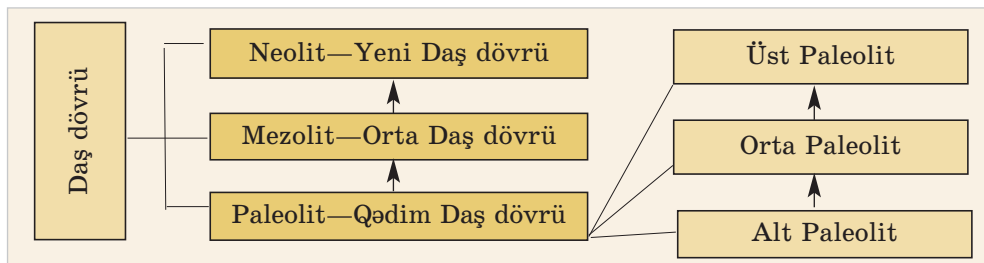 Daş dövrü
Neolit—Yeni Daş dövrü
Mezolit—Orta Daş dövrü
Paleolit—Qədim Daş dövrü
Üst Paleolit
Orta Paleolit
Alt Paleolit